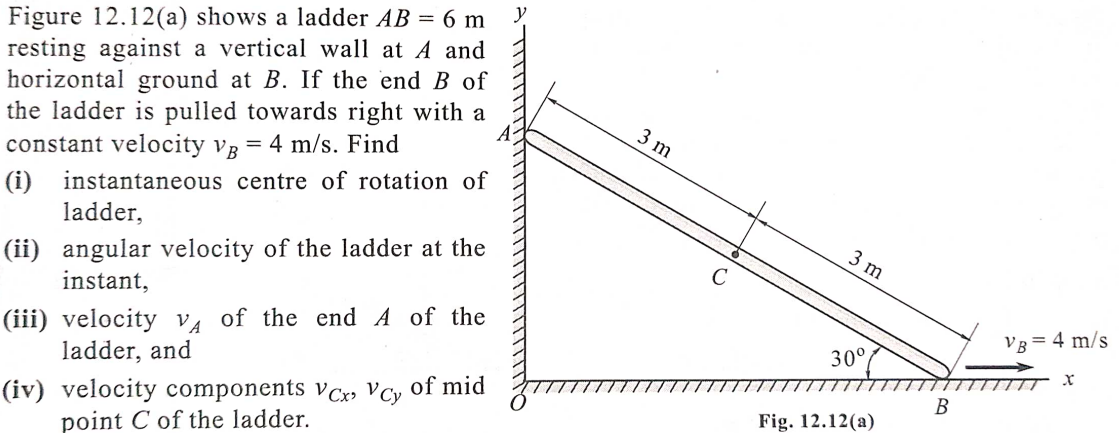 Figure 12.12(a) shows a ladder AB = 6 m
resting against a vertical wall at A and
horizontal ground at B. If the end B of
the ladder is pulled towards right with a
constant velocity v_B = 4 m/s. Find
(i) instantaneous centre of rotation of
ladder,
(ii) angular velocity of the ladder at the
instant,
(iii) velocity v_A of the end A of the
ladder, and
(iv) velocity components v_Cx, v_Cy of mid
point C of the ladder.
y
A
3 m
C
3 m
30°
v_B = 4 m/s
x
O
B
Fig. 12.12(a)